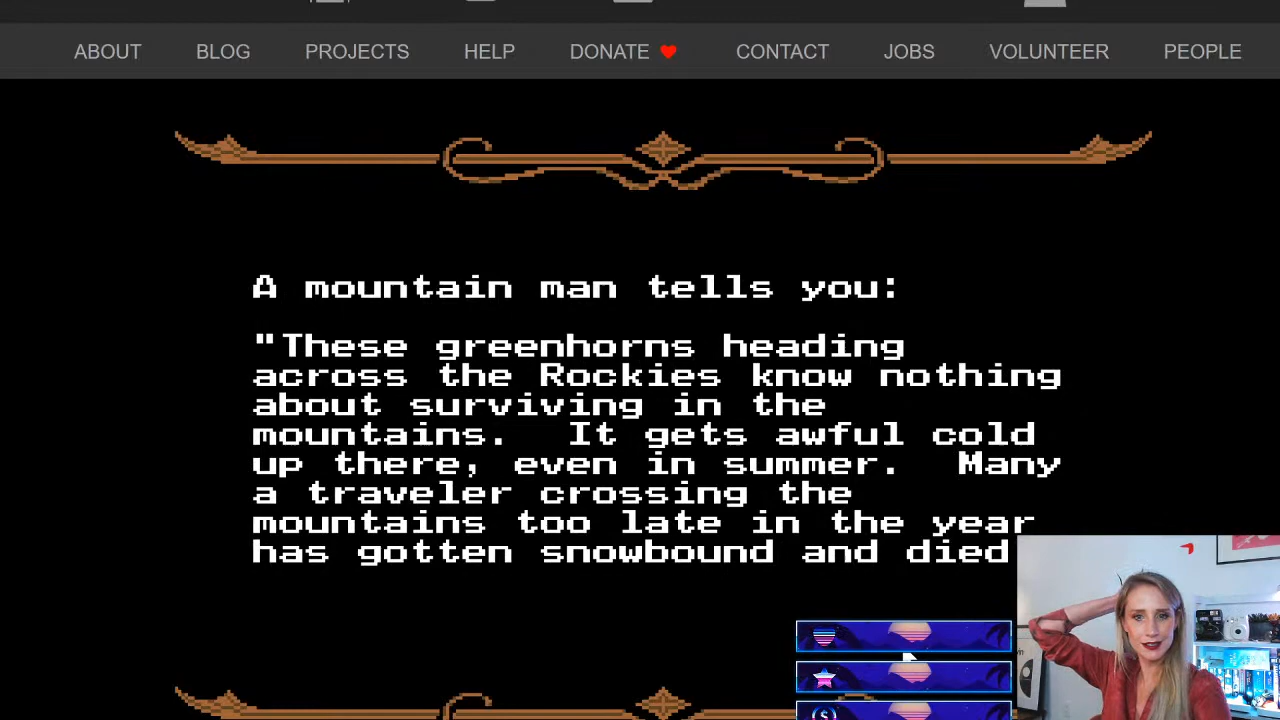 ABOUT BLOG PROJECTS HELP DONATE CONTACT JOBS VOLUNTEER PEOPLE
A mountain man tells you:
"These greenhorns heading
across the Rockies know nothing
about surviving in the
mountains.  It gets awful cold
up there, even in summer.  Many
a traveler crossing the
mountains too late in the year
has gotten snowbound and died